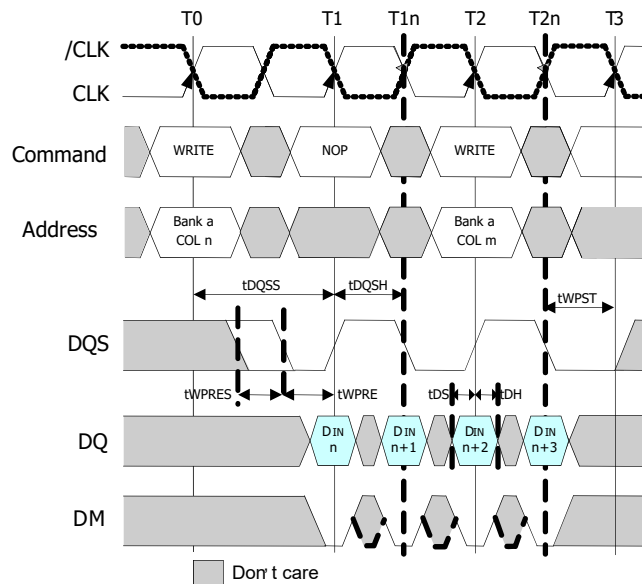 T0 T1 T1n T2 T2n T3
/CLK
CLK
Command WRITE NOP WRITE
Address Bank a COL n Bank a COL m
tDQSS tDQSH tWPST
DQS
tWPRES tWPRE tDS tDH
DQ DIN n DIN n+1 DIN n+2 DIN n+3
DM
Don't care